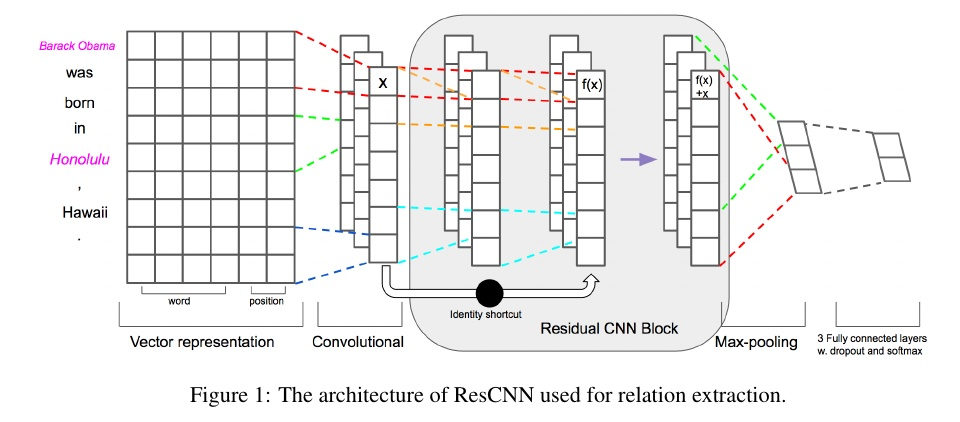 Barack Obama
was
born
in
Honolulu
,
Hawaii
.
word
position
X
f(x)
f(x)
+x
Identity shortcut
Residual CNN Block
Vector representation
Convolutional
Max-pooling
3 Fully connected layers
w. dropout and softmax
Figure 1: The architecture of ResCNN used for relation extraction.